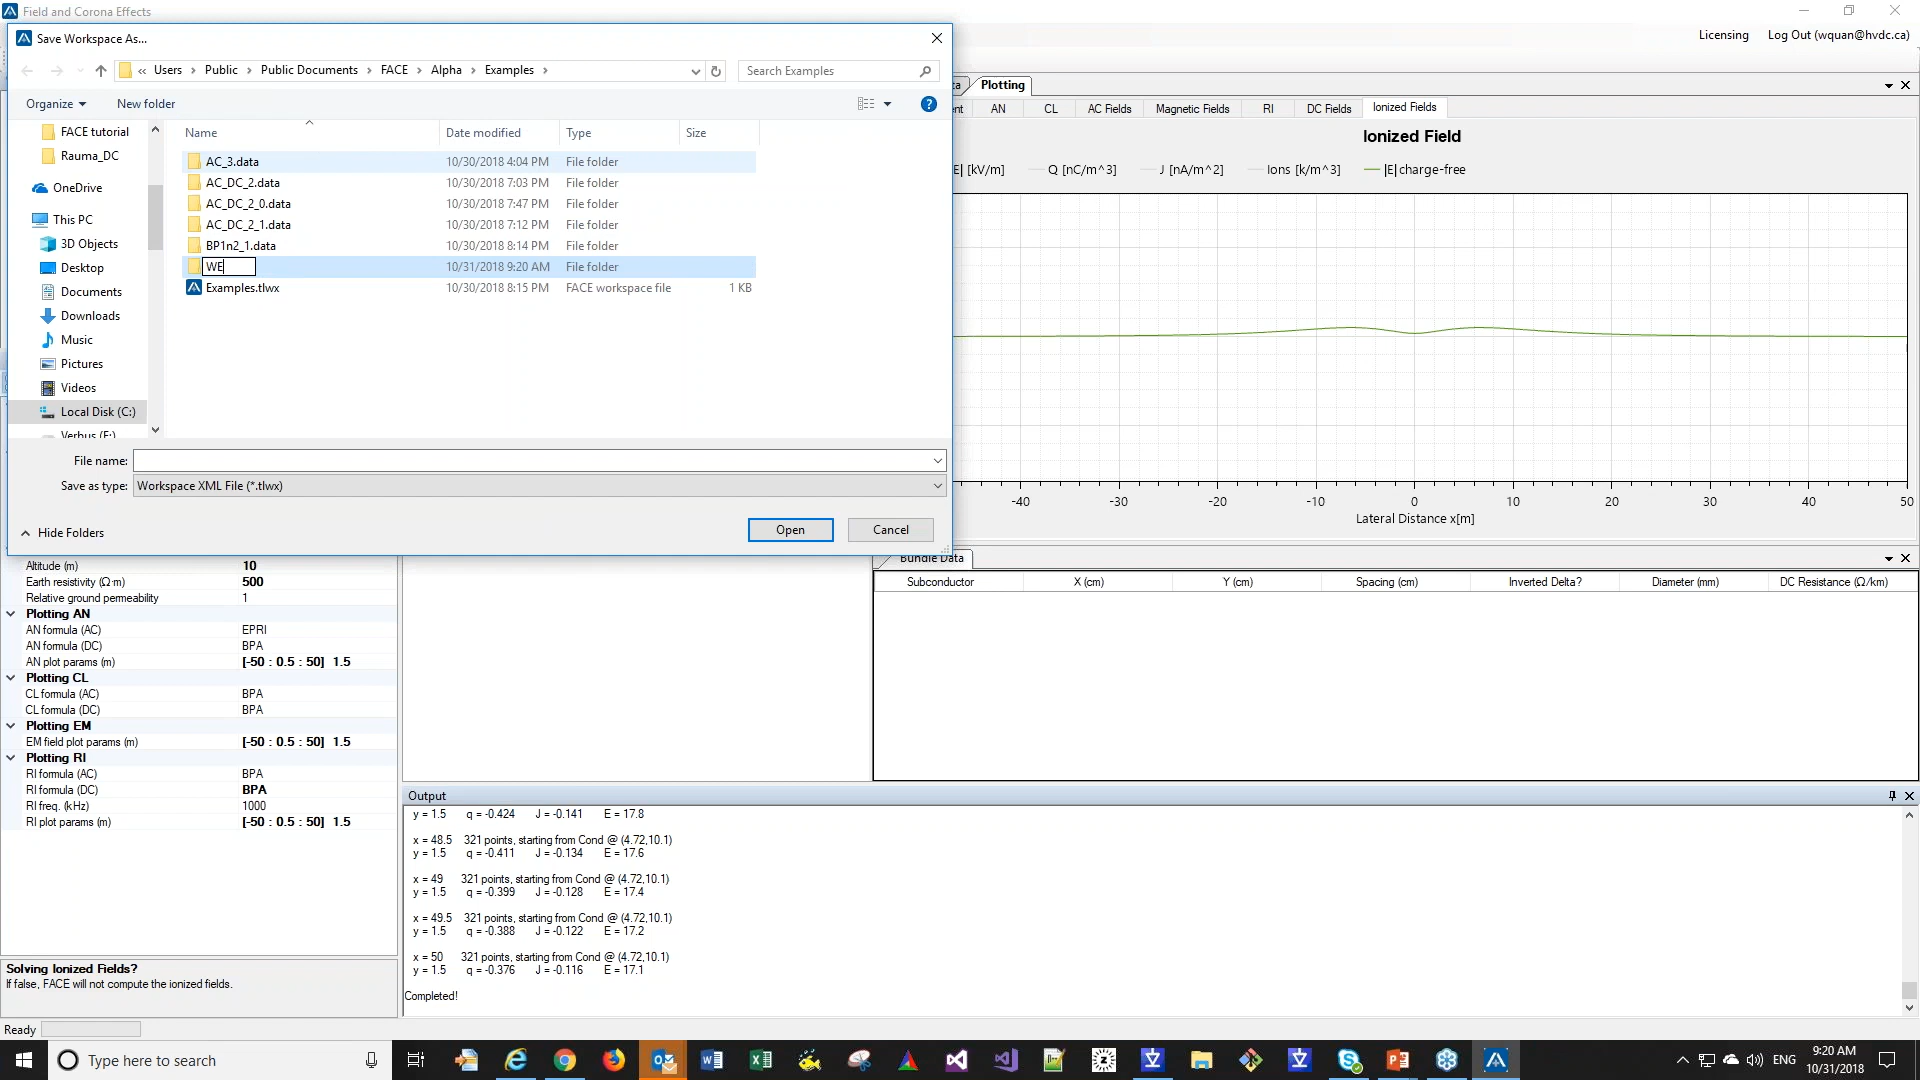 Field and Corona Effects
Save Workspace As...
Licensing
Log Out (wquan@hvdc.ca)
« Users > Public > Public Documents > FACE > Alpha > Examples >
Search Examples
Organize
New folder
Plotting
AN
CL
AC Fields
Magnetic Fields
RI
DC Fields
Ionized Fields
FACE tutorial
Rauma_DC
OneDrive
This PC
3D Objects
Desktop
Documents
Downloads
Music
Pictures
Videos
Local Disk (C:)
Name Date modified Type Size
AC_3.data 10/30/2018 4:04 PM File folder
AC_DC_2.data 10/30/2018 7:03 PM File folder
AC_DC_2_0.data 10/30/2018 7:47 PM File folder
AC_DC_2_1.data 10/30/2018 7:12 PM File folder
BP1n2_1.data 10/30/2018 8:14 PM File folder
WE 10/31/2018 9:20 AM File folder
Examples.tlwx 10/30/2018 8:15 PM FACE workspace file 1 KB
File name:
Save as type: Workspace XML File (*.tlwx)
Hide Folders
Open
Cancel
Ionized Field
E| [kV/m] Q [nC/m^3] J [nA/m^2] Ions [k/m^3] |E|charge-free
-40 -30 -20 -10 0 10 20 30 40 50
Lateral Distance x[m]
Altitude (m) 10
Earth resistivity (Ω·m) 500
Relative ground permeability 1
Plotting AN
AN formula (AC) EPRI
AN formula (DC) BPA
AN plot params (m) [-50 : 0.5 : 50] 1.5
Plotting CL
CL formula (AC) BPA
CL formula (DC) BPA
Plotting EM
EM field plot params (m) [-50 : 0.5 : 50] 1.5
Plotting RI
RI formula (AC) BPA
RI formula (DC) BPA
RI freq. (kHz) 1000
RI plot params (m) [-50 : 0.5 : 50] 1.5
Solving Ionized Fields?
If false, FACE will not compute the ionized fields.
Ready
Bundle Data
Subconductor X (cm) Y (cm) Spacing (cm) Inverted Delta? Diameter (mm) DC Resistance (Ω/km)
Output
y = 1.5 q = -0.424 J = -0.141 E = 17.8
x = 48.5 321 points, starting from Cond @ (4.72,10.1)
y = 1.5 q = -0.411 J = -0.134 E = 17.6
x = 49 321 points, starting from Cond @ (4.72,10.1)
y = 1.5 q = -0.399 J = -0.128 E = 17.4
x = 49.5 321 points, starting from Cond @ (4.72,10.1)
y = 1.5 q = -0.388 J = -0.122 E = 17.2
x = 50 321 points, starting from Cond @ (4.72,10.1)
y = 1.5 q = -0.376 J = -0.116 E = 17.1
Completed!
Type here to search
ENG
9:20 AM
10/31/2018